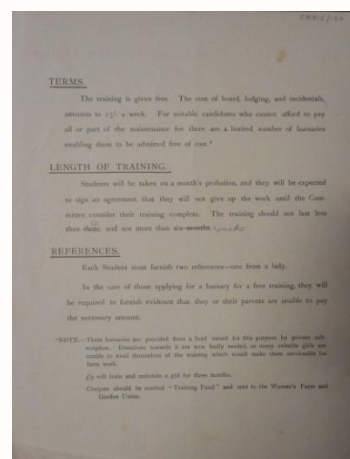 TERMS.
The training is given free. The cost of board, lodging, and incidentals,
amounts to 15/- a week. For suitable candidates who cannot afford to pay
all or part of the maintenance for there are a limited number of bursaries
enabling them to be admitted free of cost.*
LENGTH OF TRAINING.
Students will be taken on a month's probation, and they will be expected
to sign an agreement that they will not give up the work until the Com-
mittee consider their training complete. The training should not last less
than three, and not more than six months
REFERENCES.
Each Student must furnish two references—one from a lady.
In the case of those applying for a bursary for a free training, they will
be required to furnish evidence that they or their parents are unable to pay
the necessary amount.
*NOTE.—These bursaries are provided from a fund raised for this purpose by private sub-
scription. Donations towards it are now badly needed, as many valuable girls are
unable to avail themselves of the training which would make them serviceable for
farm work.
will train and maintain a girl for three months.
Cheques should be marked "Training Fund" and sent to the Women's Farm and
Garden Union.